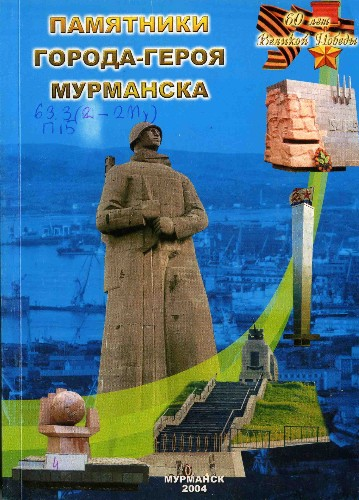 ПАМЯТНИКИ
ГОРОДА-ГЕРОЯ
МУРМАНСКА
60 лет
Великой Победы
63.3(2-2Му)
П15
Ч
МУРМАНСК
2004